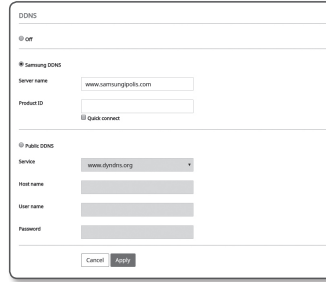 DDNS
Off
Samsung DDNS
Server name
www.samsungipolis.com
Product ID
Quick connect
Public DDNS
Service
www.dyndns.org
Host name
User name
Password
Cancel Apply